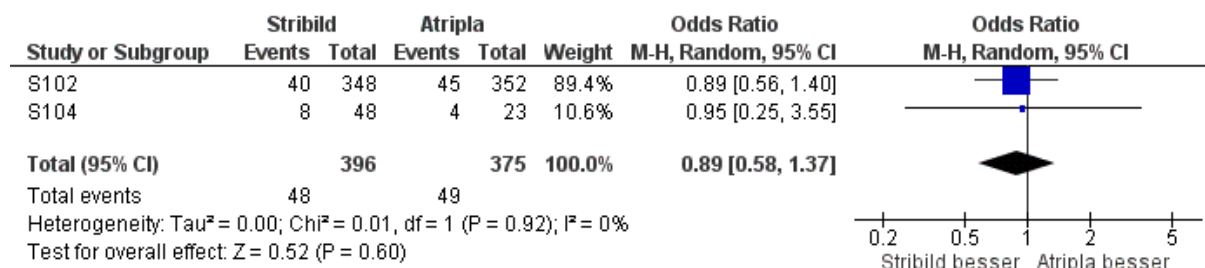 Stribild Atripla Odds Ratio Odds Ratio
Study or Subgroup Events Total Events Total Weight M-H, Random, 95% CI M-H, Random, 95% CI
S102 40 348 45 352 89.4% 0.89 [0.56, 1.40]
S104 8 48 4 23 10.6% 0.95 [0.25, 3.55]
Total (95% CI) 396 375 100.0% 0.89 [0.58, 1.37]
Total events 48 49
Heterogeneity: Tau² = 0.00; Chi² = 0.01, df = 1 (P = 0.92); I² = 0%
Test for overall effect: Z = 0.52 (P = 0.60)
0.2 0.5 1 2 5
Stribild besser Atripla besser